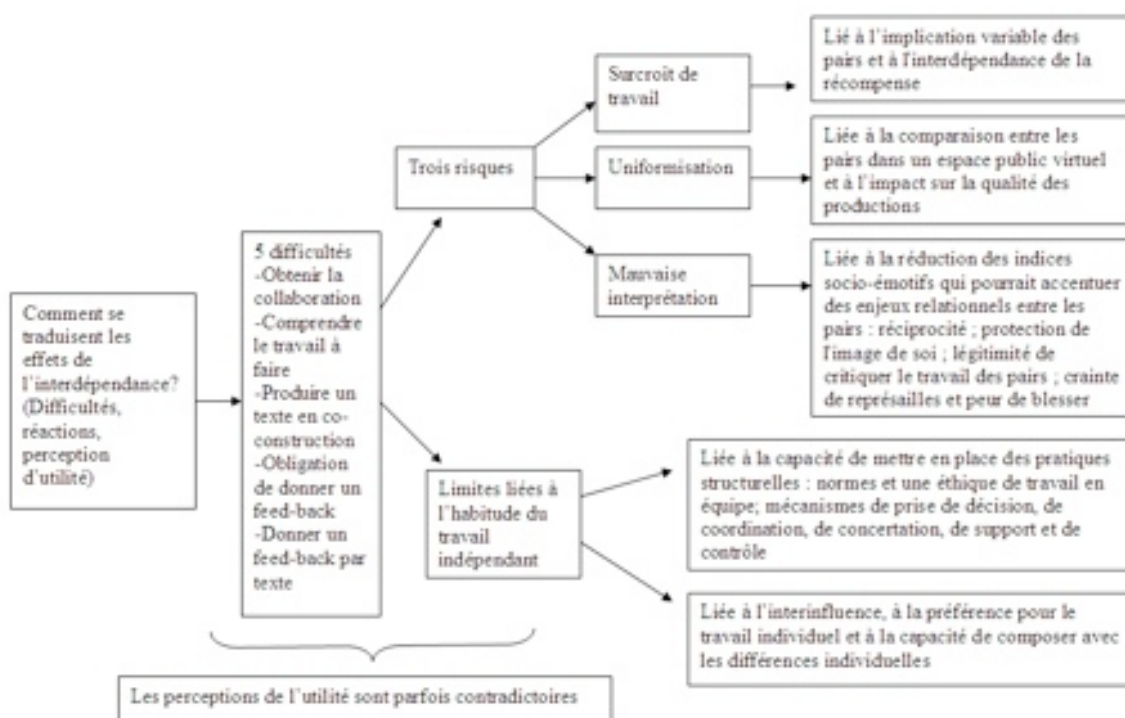 Comment se
traduisent les
effets de
l'interdépendance?
(Difficultés,
réactions,
perception
d'utilité)
5 difficultés
-Obtenir la
collaboration
-Comprendre
le travail à
faire
-Produire un
texte en co-
construction
-Obligation
de donner un
feed-back
-Donner un
feed-back par
texte
Trois risques
Surcroit de
travail
Lié à l'implication variable des
pairs et à l'interdépendance de la
récompense
Uniformisation
Liée à la comparaison entre les
pairs dans un espace public virtuel
et à l'impact sur la qualité des
productions
Mauvaise
interprétation
Liée à la réduction des indices
socio-émotifs qui pourrait accentuer
des enjeux relationnels entre les
pairs : réciprocité ; protection de
l'image de soi ; légitimité de
critiquer le travail des pairs ; crainte
de représailles et peur de blesser
Limites liées à
l'habitude du
travail
indépendant
Liée à la capacité de mettre en place des pratiques
structurelles : normes et une éthique de travail en
équipe; mécanismes de prise de décision, de
coordination, de concertation, de support et de
contrôle
Liée à l'interinfluence, à la préférence pour le
travail individuel et à la capacité de composer avec
les différences individuelles
Les perceptions de l'utilité sont parfois contradictoires